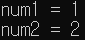 num1 = 1
num2 = 2